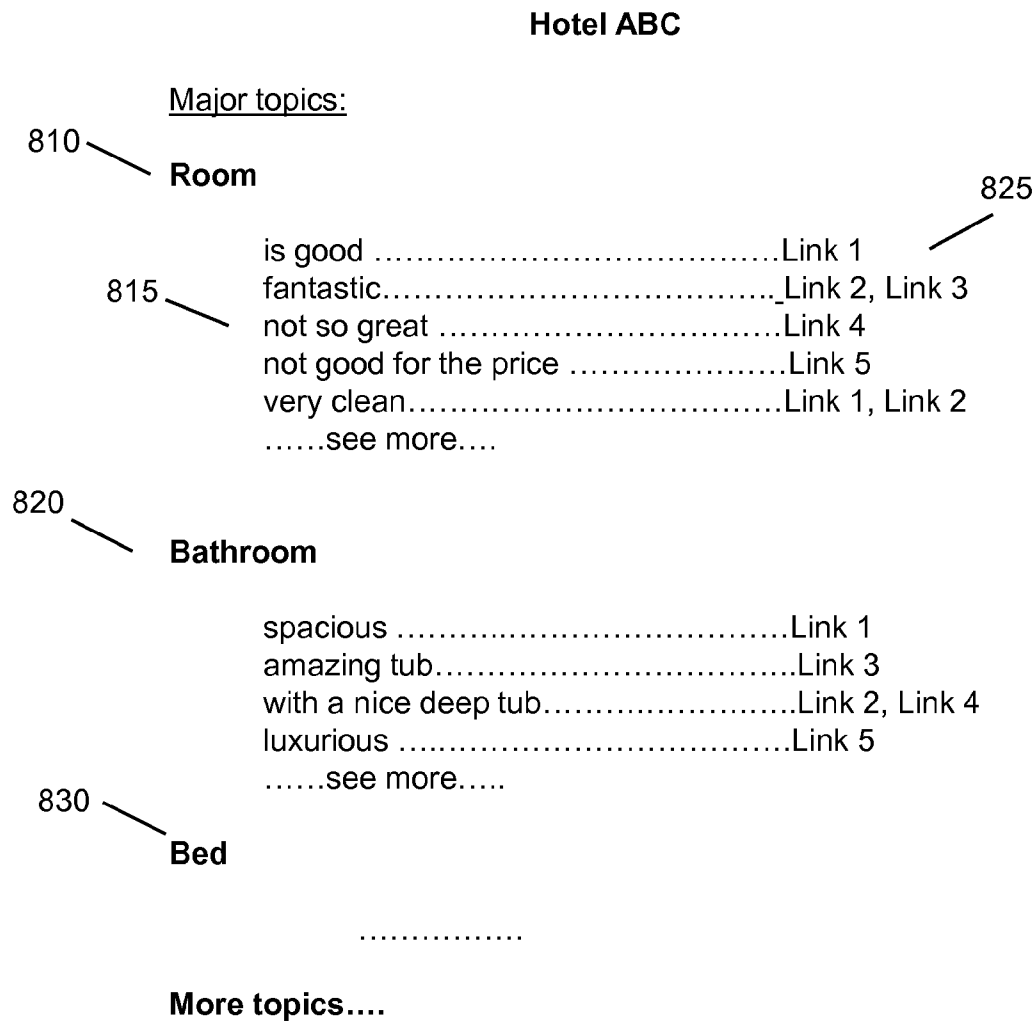 Hotel ABC
Major topics:
810
Room
825
is good ........................................Link 1
815
fantastic........................................ Link 2, Link 3
not so great ..................................Link 4
not good for the price .....................Link 5
very clean.....................................Link 1, Link 2
......see more....
820
Bathroom
spacious .......................................Link 1
amazing tub....................................Link 3
with a nice deep tub.........................Link 2, Link 4
luxurious .......................................Link 5
......see more.....
830
Bed
................
More topics....